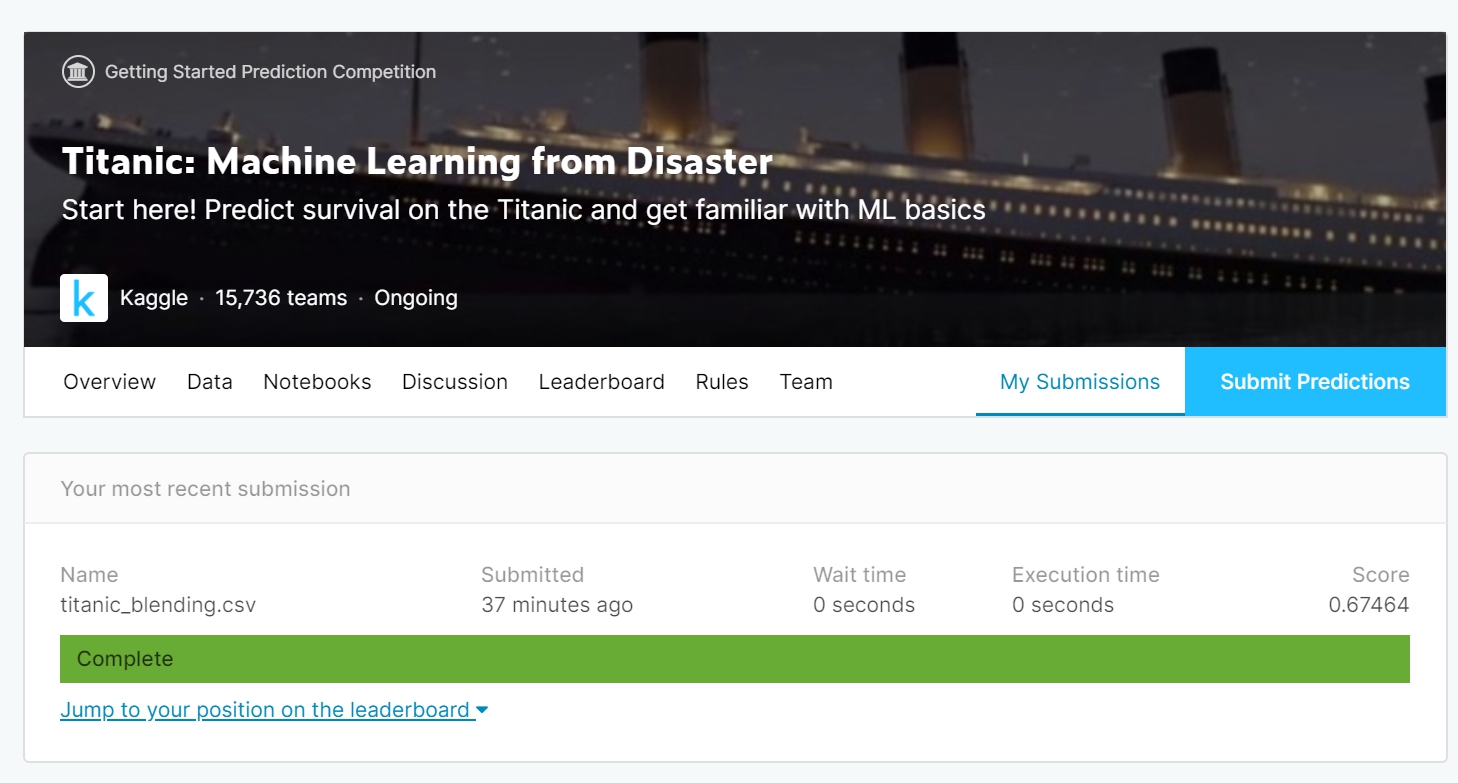 Getting Started Prediction Competition
Titanic: Machine Learning from Disaster
Start here! Predict survival on the Titanic and get familiar with ML basics
k Kaggle · 15,736 teams · Ongoing
Overview Data Notebooks Discussion Leaderboard Rules Team My Submissions Submit Predictions
Your most recent submission
Name Submitted Wait time Execution time Score
titanic_blending.csv 37 minutes ago 0 seconds 0 seconds 0.67464
Complete
Jump to your position on the leaderboard